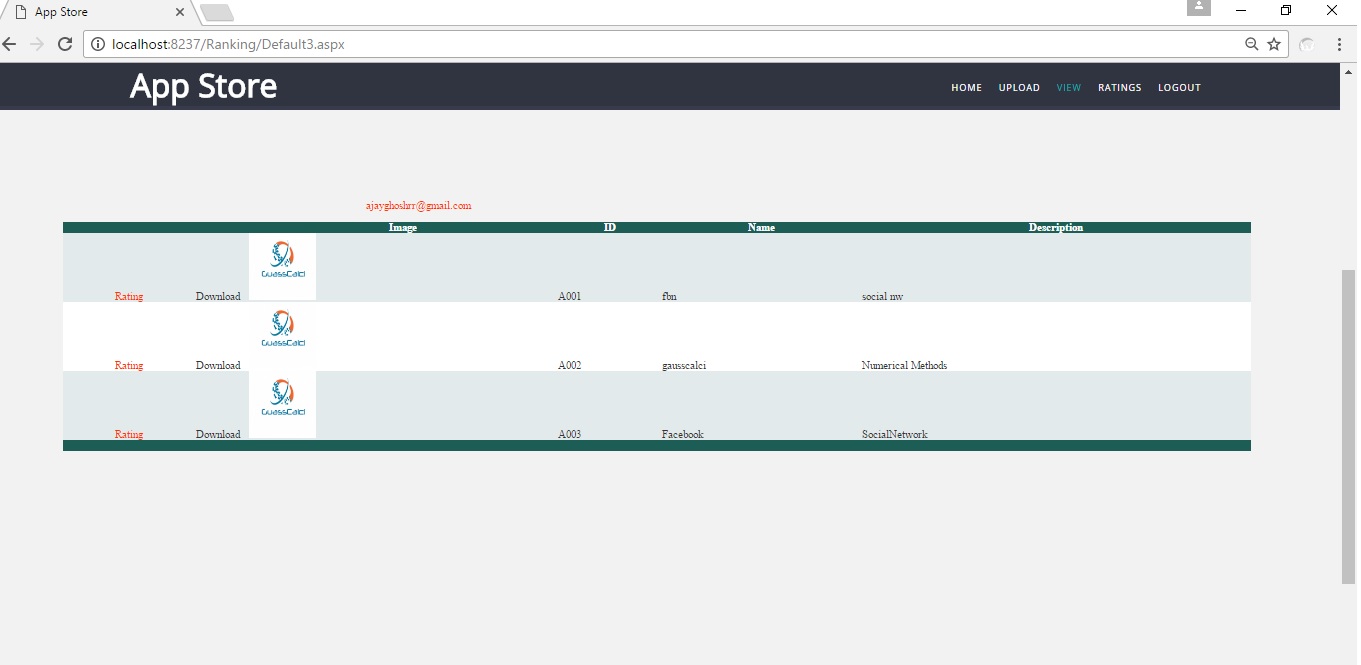 App Store
localhost:8237/Ranking/Default3.aspx
App Store
HOME UPLOAD VIEW RATINGS LOGOUT
ajayghoshrr@gmail.com
Image ID Name Description
GuassCalci
Rating Download A001 fbn social nw
GuassCalci
Rating Download A002 gausscalci Numerical Methods
GuassCalci
Rating Download A003 Facebook SocialNetwork